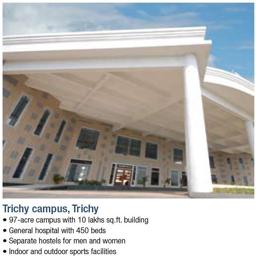 Trichy campus, Trichy
• 97-acre campus with 10 lakhs sq.ft. building
• General hospital with 450 beds
• Separate hostels for men and women
• Indoor and outdoor sports facilities